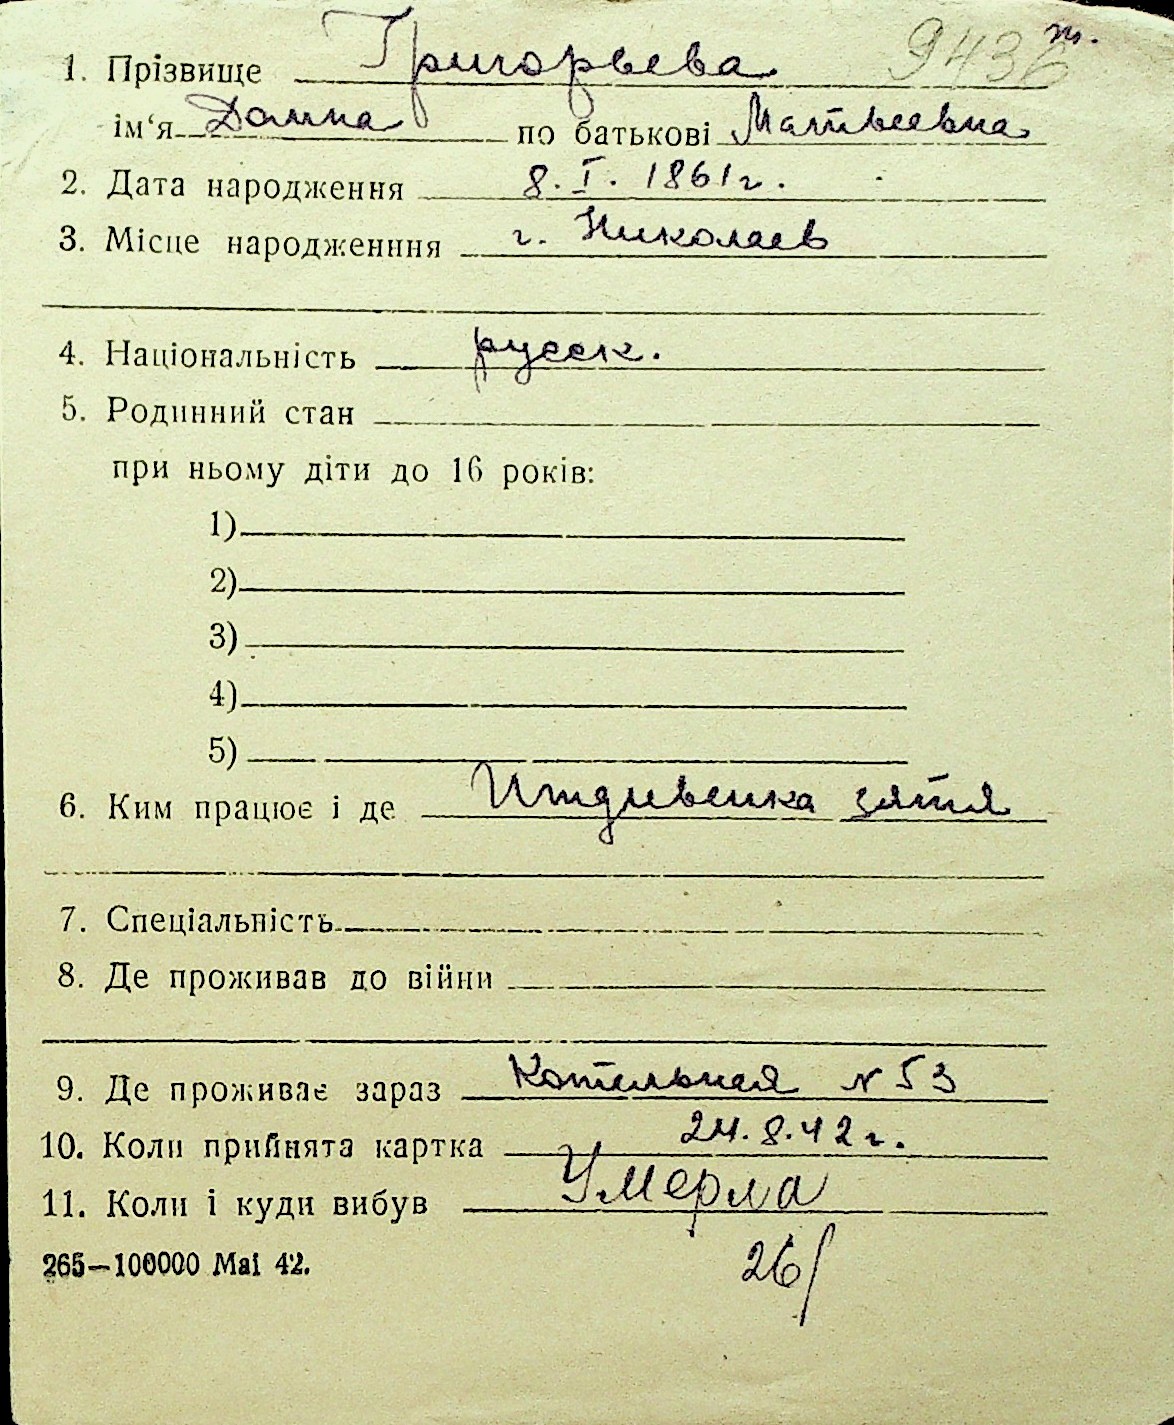 9436 т.
1. Прізвище Григорьева
ім‘я Домна по батькові Матвеевна
2. Дата народження 8. I. 1861г.
3. Місце народженння г. Николаев
4. Національність русск.
5. Родинний стан
при ньому діти до 16 років:
1)
2)
3)
4)
5)
6. Ким працює і де Иждивенка зятя
7. Спеціальність
8. Де проживав до війни
9. Де проживає зараз Котельная № 53
10. Коли прийнята картка 24.8.42г.
11. Коли і куди вибув Умерла
265—100000 Mai 42.
26/